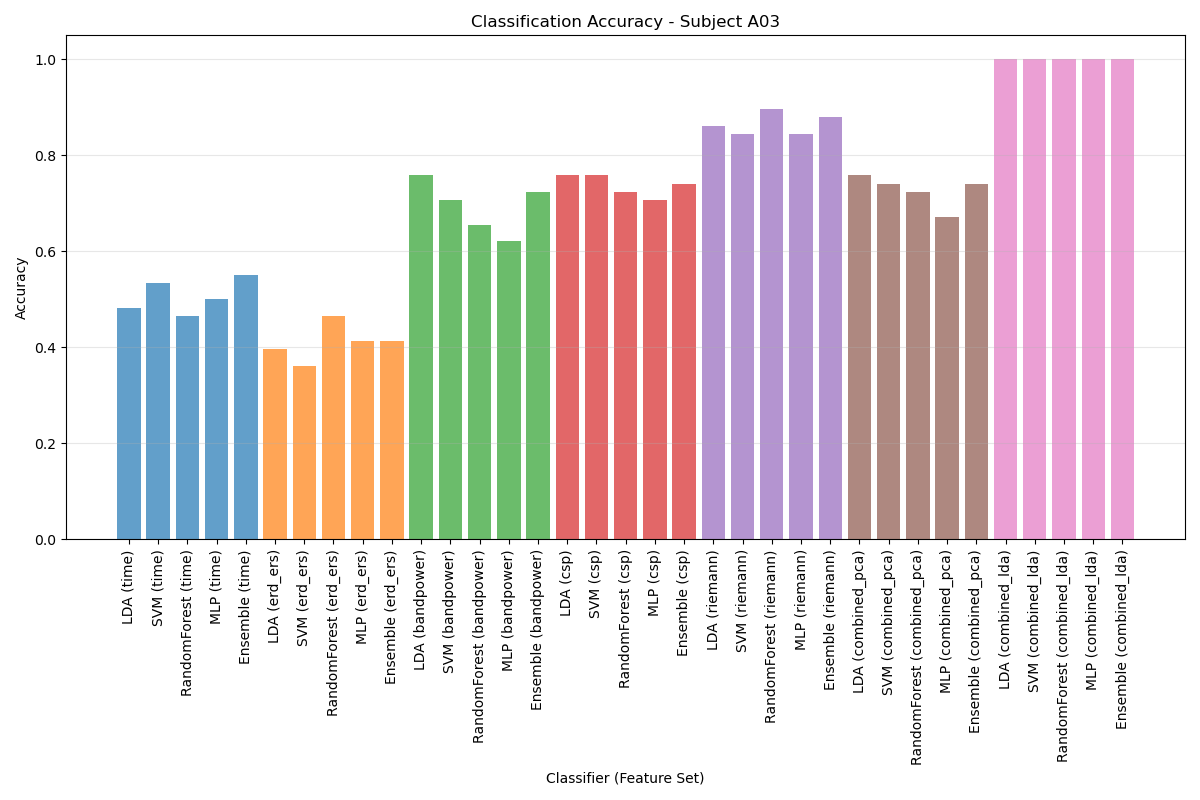 Classification Accuracy - Subject A03
Accuracy
1.0
0.8
0.6
0.4
0.2
0.0
LDA (time)
SVM (time)
RandomForest (time)
MLP (time)
Ensemble (time)
LDA (erd_ers)
SVM (erd_ers)
RandomForest (erd_ers)
MLP (erd_ers)
Ensemble (erd_ers)
LDA (bandpower)
SVM (bandpower)
RandomForest (bandpower)
MLP (bandpower)
Ensemble (bandpower)
LDA (csp)
SVM (csp)
RandomForest (csp)
MLP (csp)
Ensemble (csp)
LDA (riemann)
SVM (riemann)
RandomForest (riemann)
MLP (riemann)
Ensemble (riemann)
LDA (combined_pca)
SVM (combined_pca)
RandomForest (combined_pca)
MLP (combined_pca)
Ensemble (combined_pca)
LDA (combined_lda)
SVM (combined_lda)
RandomForest (combined_lda)
MLP (combined_lda)
Ensemble (combined_lda)
Classifier (Feature Set)